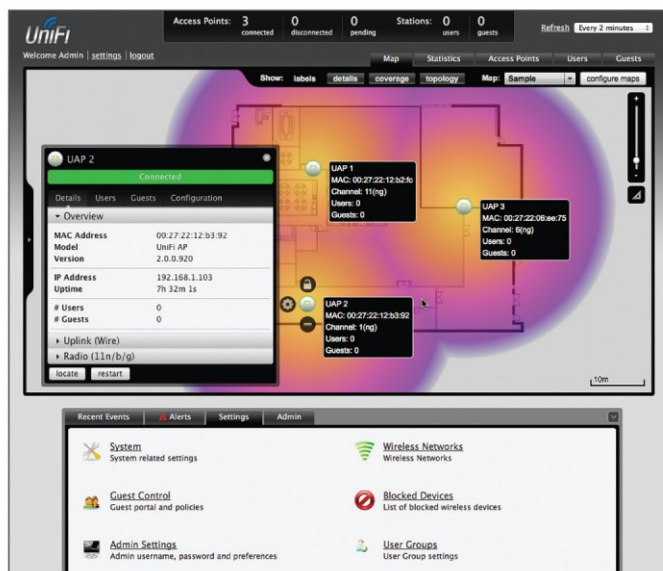 UniFi
Access Points: 3 connected 0 disconnected 0 pending Stations: 0 users 0 guests
Refresh Every 2 minutes
Welcome Admin | settings | logout
Map Statistics Access Points Users Guests
Show: labels details coverage topology Map: Sample configure maps
UAP 2
Connected
Details Users Guests Configuration
Overview
MAC Address 00:27:22:12:b3:92
Model UniFi AP
Version 2.0.0.920
IP Address 192.168.1.103
Uptime 7h 32m 1s
# Users 0
# Guests 0
Uplink (Wire)
Radio (11n/b/g)
locate restart
UAP 1
MAC: 00:27:22:12:b2:fc
Channel: 11(ng)
Users: 0
Guests: 0
UAP 3
MAC: 00:27:22:06:ee:75
Channel: 6(ng)
Users: 0
Guests: 0
UAP 2
MAC: 00:27:22:12:b3:92
Channel: 1(ng)
Users: 0
Guests: 0
10m
Recent Events Alerts Settings Admin
System
System related settings
Wireless Networks
Wireless Networks
Guest Control
Guest portal and policies
Blocked Devices
List of blocked wireless devices
Admin Settings
Admin username, password and preferences
User Groups
User Group settings